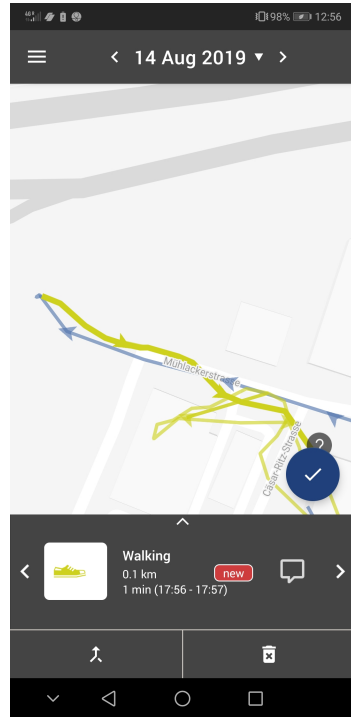 98% 12:56
14 Aug 2019
Mühlackerstrasse
Cäsar-Ritz-Strasse
?
Walking
0.1 km
new
1 min (17:56 - 17:57)